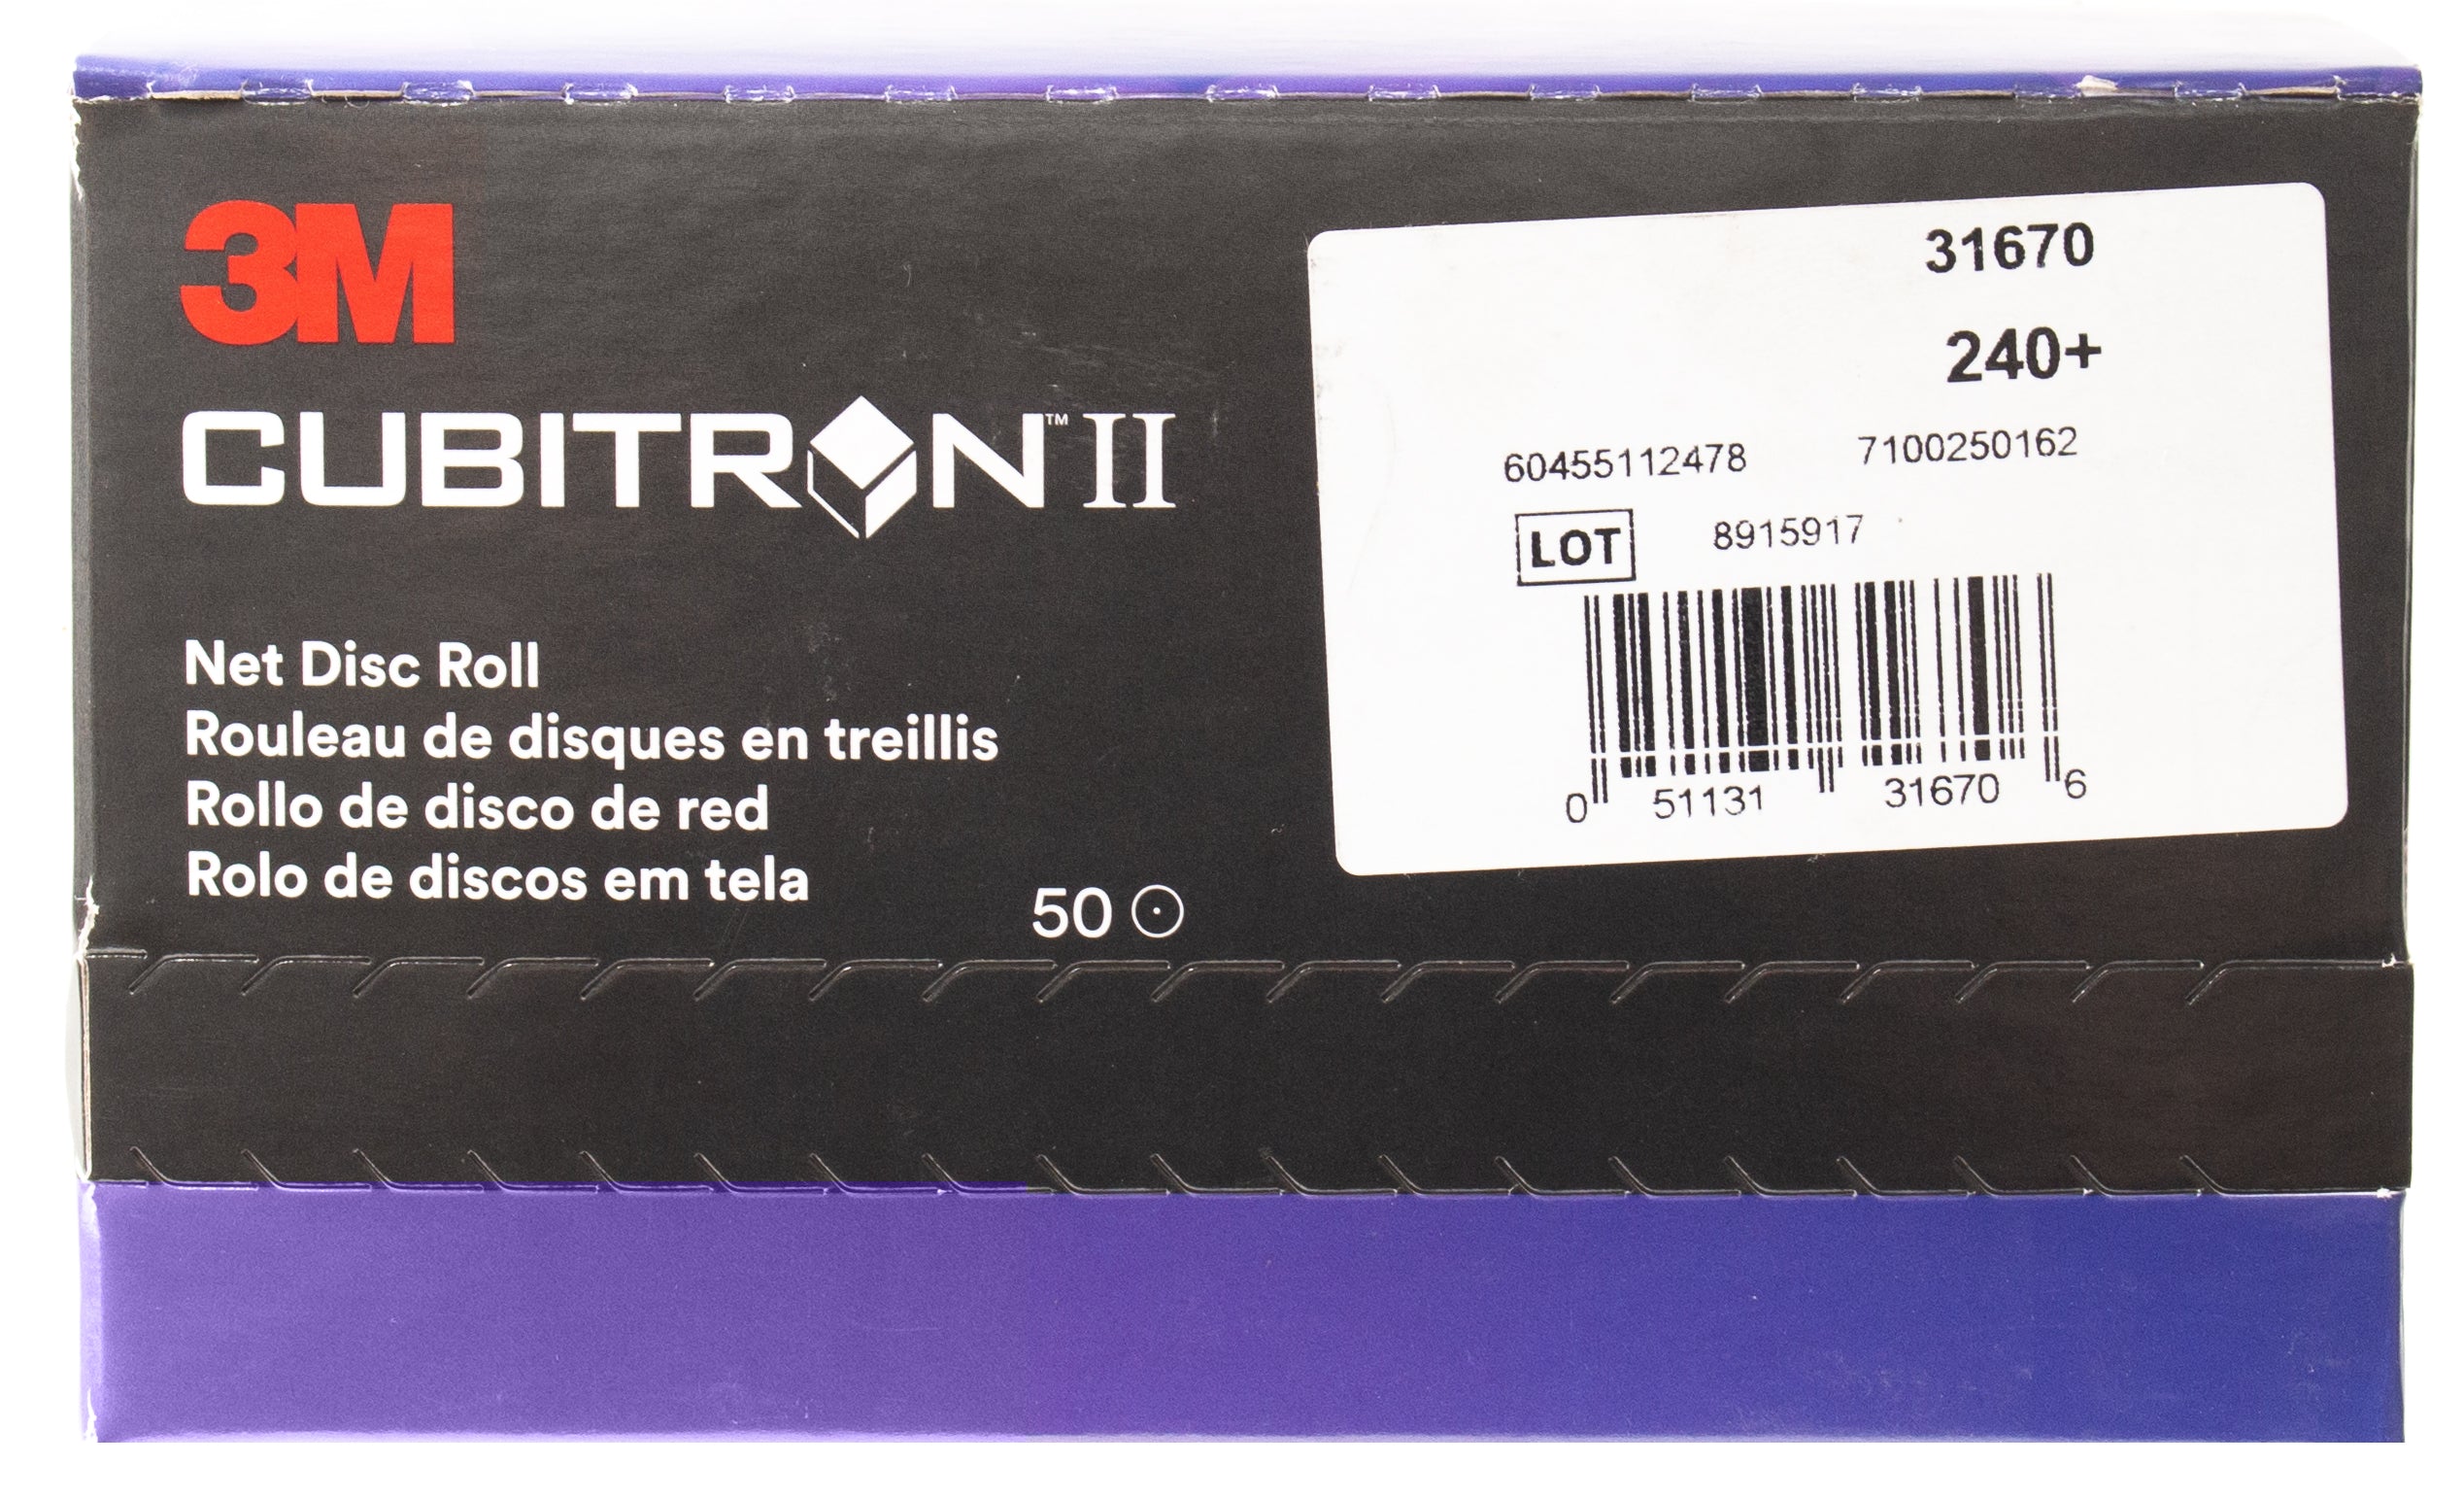 3M
CUBITRON™ II
Net Disc Roll
Rouleau de disques en treillis
Rollo de disco de red
Rolo de discos em tela
50
31670
240+
60455112478 7100250162
LOT 8915917
0 51131 31670 6